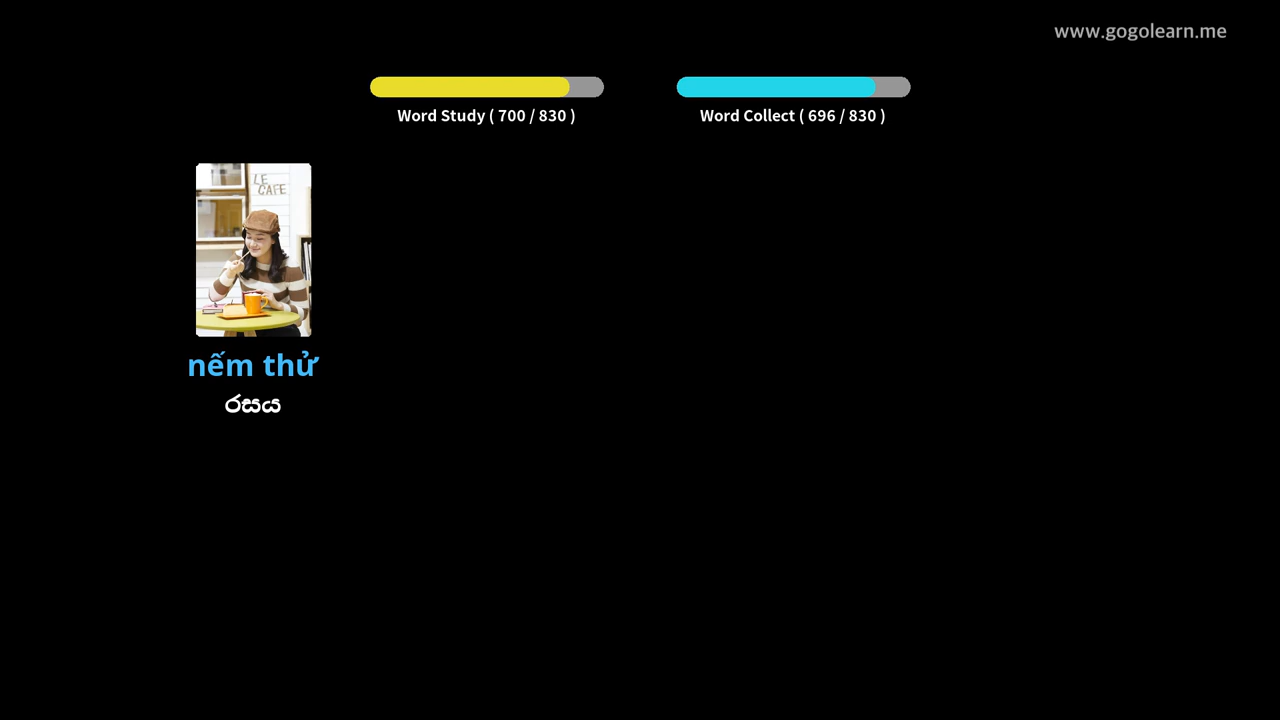 www.gogolearn.me
Word Study ( 700 / 830 )
Word Collect ( 696 / 830 )
LE
CAFE
nếm thử
රසය